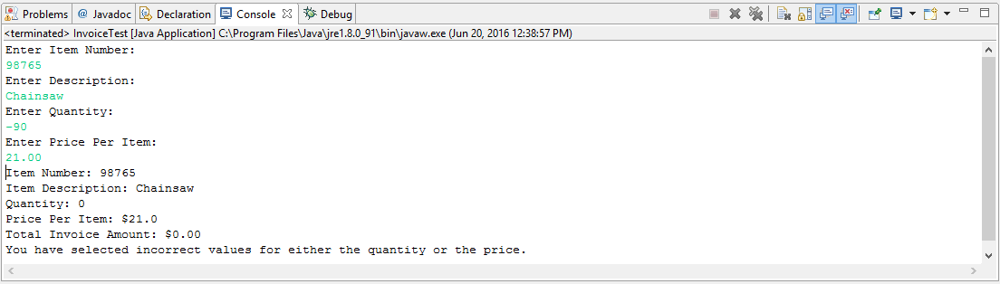 Problems @ Javadoc Declaration Console Debug
<terminated> InvoiceTest [Java Application] C:\Program Files\Java\jre1.8.0_91\bin\javaw.exe (Jun 20, 2016 12:38:57 PM)
Enter Item Number:
98765
Enter Description:
Chainsaw
Enter Quantity:
-90
Enter Price Per Item:
21.00
Item Number: 98765
Item Description: Chainsaw
Quantity: 0
Price Per Item: $21.0
Total Invoice Amount: $0.00
You have selected incorrect values for either the quantity or the price.